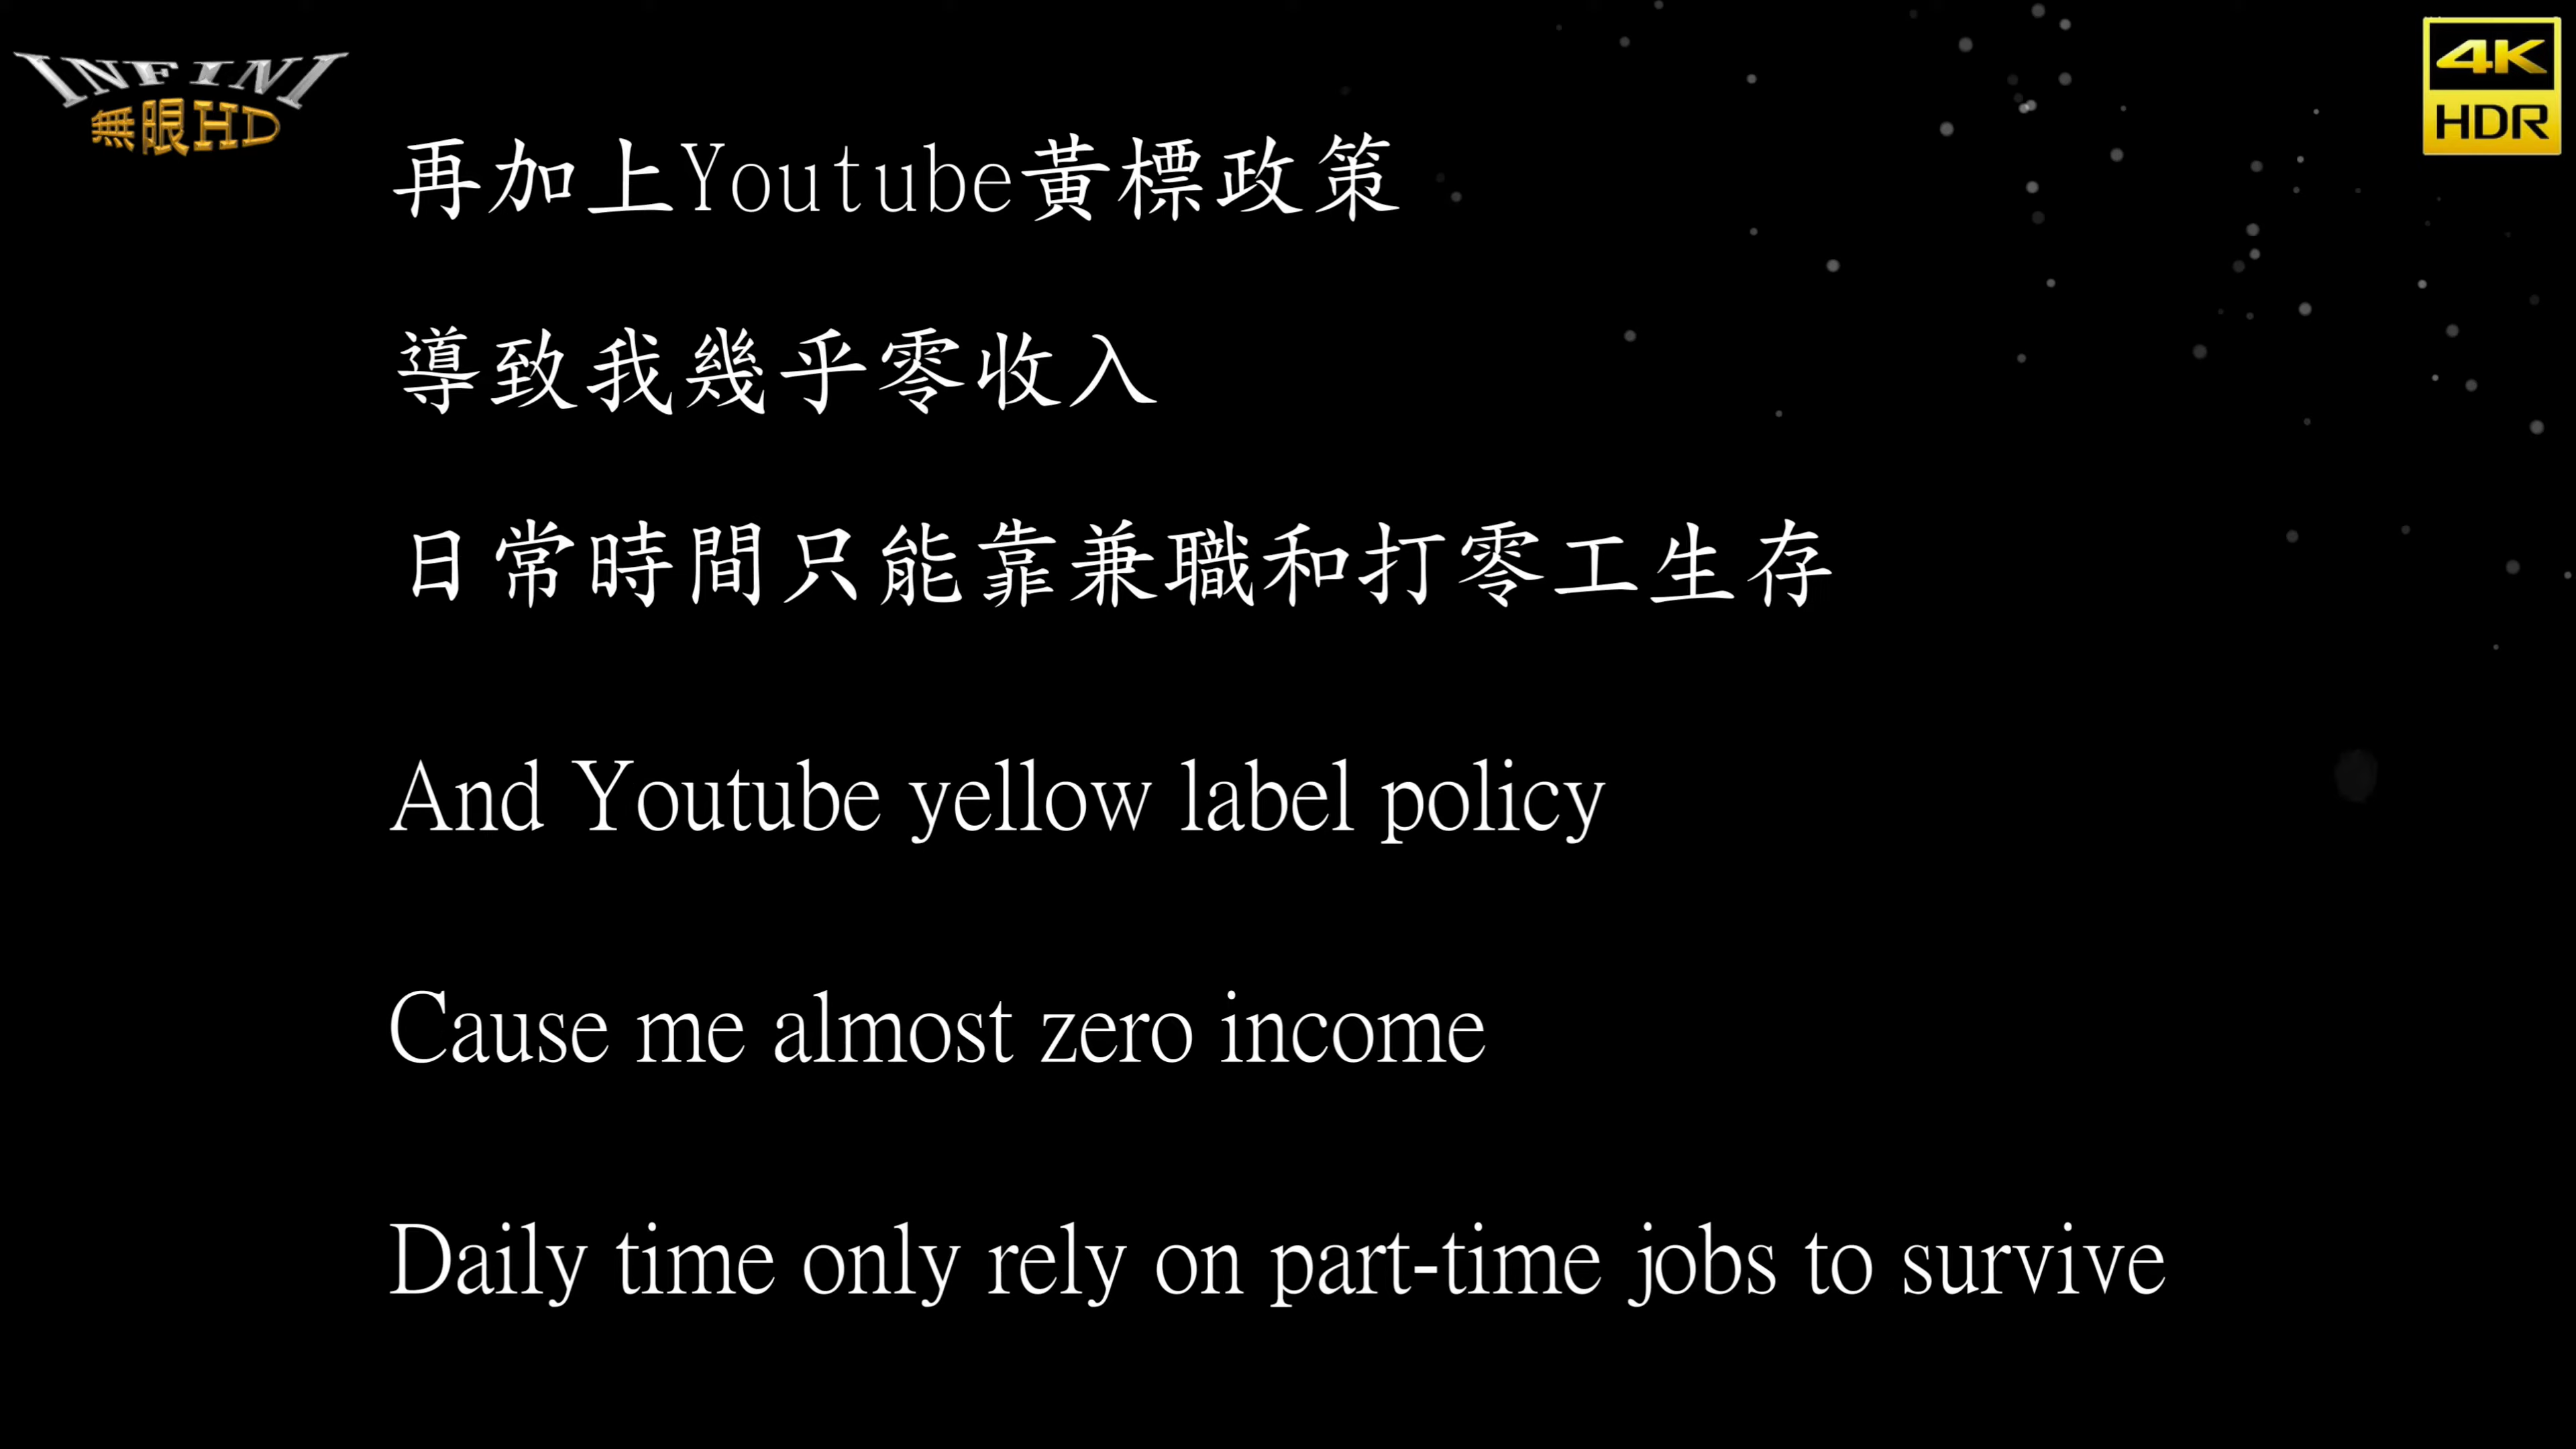 INFINI
無限HD
4K
HDR
再加上Youtube黃標政策
導致我幾乎零收入
日常時間只能靠兼職和打零工生存
And Youtube yellow label policy
Cause me almost zero income
Daily time only rely on part-time jobs to survive